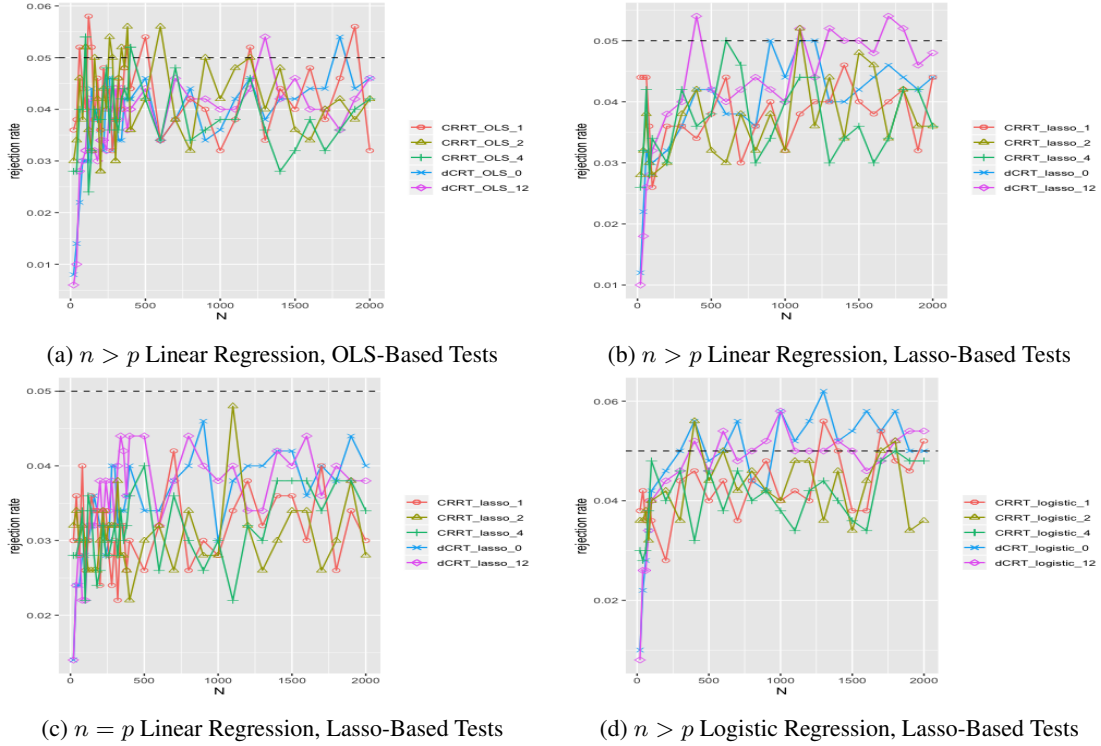 0.06
0.05
0.04
0.03
0.02
0.01
rejection rate
0
500
1000
1500
2000
N
CRRT_OLS_1
CRRT_OLS_2
CRRT_OLS_4
dCRT_OLS_0
dCRT_OLS_12
(a) n > p Linear Regression, OLS-Based Tests
0.05
0.04
0.03
0.02
0.01
rejection rate
0
500
1000
1500
2000
N
CRRT_lasso_1
CRRT_lasso_2
CRRT_lasso_4
dCRT_lasso_0
dCRT_lasso_12
(b) n > p Linear Regression, Lasso-Based Tests
0.05
0.04
0.03
0.02
rejection rate
0
500
1000
1500
2000
N
CRRT_lasso_1
CRRT_lasso_2
CRRT_lasso_4
dCRT_lasso_0
dCRT_lasso_12
(c) n = p Linear Regression, Lasso-Based Tests
0.06
0.04
0.02
rejection rate
0
500
1000
1500
2000
N
CRRT_logistic_1
CRRT_logistic_2
CRRT_logistic_4
dCRT_logistic_0
dCRT_logistic_12
(d) n > p Logistic Regression, Lasso-Based Tests